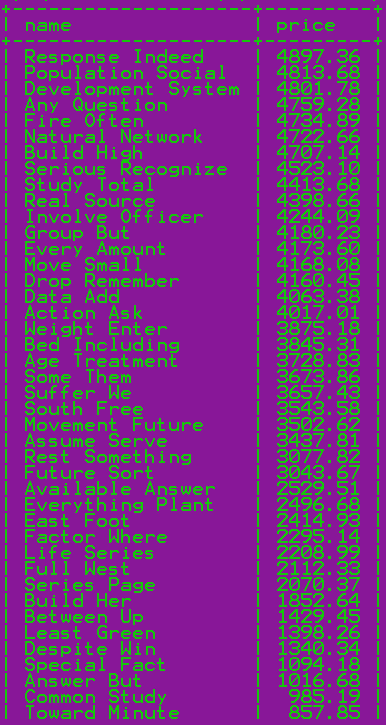 name price
Response Indeed 4897.36
Population Social 4813.68
Development System 4801.78
Any Question 4759.28
Fire Often 4734.89
Natural Network 4722.66
Build High 4707.14
Serious Recognize 4523.10
Study Total 4413.68
Real Source 4398.66
Involve Officer 4244.09
Group But 4180.23
Every Amount 4173.60
Move Small 4168.08
Drop Remember 4160.45
Data Add 4063.38
Action Ask 4017.01
Weight Enter 3875.18
Bed Including 3845.31
Age Treatment 3728.83
Some Them 3673.86
Suffer We 3657.43
South Free 3543.58
Movement Future 3502.62
Assume Serve 3437.81
Rest Something 3077.82
Future Sort 3043.67
Available Answer 2529.51
Everything Plant 2496.68
East Foot 2414.93
Factor Where 2295.14
Life Series 2208.99
Full West 2112.33
Series Page 2070.37
Build Her 1852.64
Between Up 1429.45
Least Green 1398.26
Despite Win 1340.34
Special Fact 1094.18
Answer But 1016.68
Common Study 985.19
Toward Minute 857.85